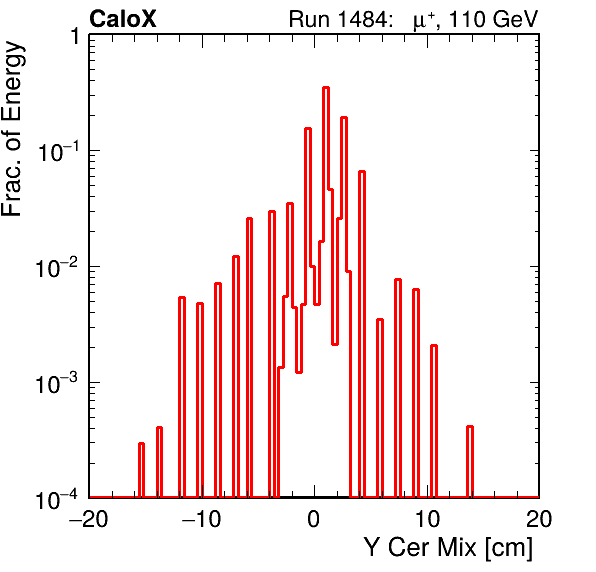 CaloX Run 1484: μ⁺, 110 GeV
Frac. of Energy
1
10⁻¹
10⁻²
10⁻³
10⁻⁴
−20 −10 0 10 20
Y Cer Mix [cm]